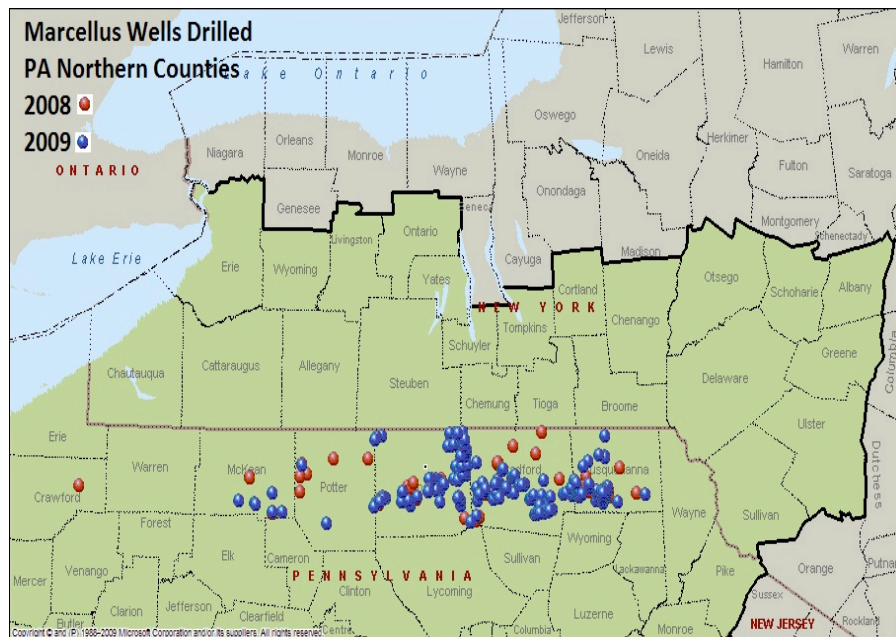 Marcellus Wells Drilled
PA Northern Counties
2008
2009
Lake Ontario
ONTARIO
Lake Erie
Jefferson
Lewis
Hamilton
Warren
Oswego
Oneida
Herkimer
Fulton
Saratoga
Niagara
Orleans
Monroe
Wayne
Genesee
Onondaga
Montgomery
Schenectady
Seneca
Cayuga
Madison
Livingston
Ontario
Erie
Wyoming
Yates
Cortland
Otsego
Schoharie
Albany
NEW YORK
Tompkins
Chenango
Schuyler
Chautauqua
Cattaraugus
Allegany
Steuben
Delaware
Greene
Columbia
Chemung
Tioga
Broome
Ulster
Dutchess
Erie
Warren
McKean
Potter
Crawford
Forest
Wayne
Sullivan
Elk
Cameron
Sullivan
Wyoming
Lackawanna
Pike
Orange
Putna
Mercer
Venango
PENNSYLVANIA
Clinton
Lycoming
Sussex
Butler
Clarion
Jefferson
Clearfield
Centre
Columbia
Luzerne
Monroe
NEW JERSEY
Rockland
Copyright © and (P) 1988–2009 Microsoft Corporation and/or its suppliers. All rights reserved.